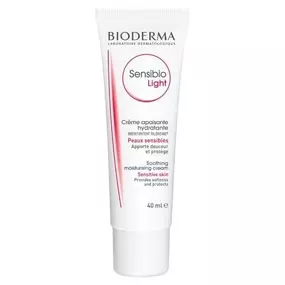 BIODERMA
LABORATOIRE DERMATOLOGIQUE
Sensibio
Light
Crème apaisante
hydratante
Peaux sensibles
Apporte douceur
et protège
Soothing
moisturising cream
Sensitive skin
Provides softness
and protects
40 ml e